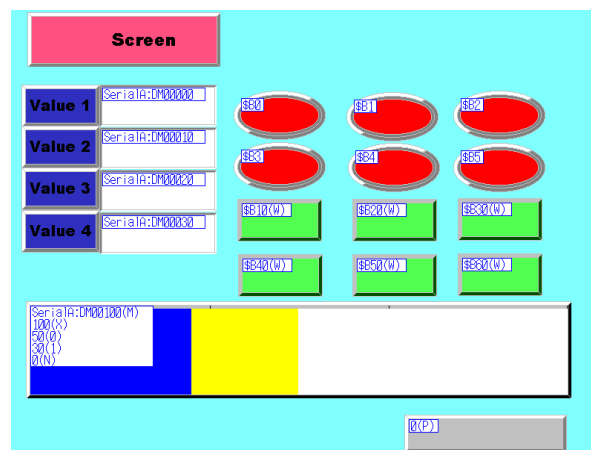 Screen
Value 1
SerialA:DM00000
$B0
$B1
$B2
Value 2
SerialA:DM00010
$B3
$B4
$B5
Value 3
SerialA:DM00020
$B10(W)
$B20(W)
$B30(W)
Value 4
SerialA:DM00030
$B40(W)
$B50(W)
$B60(W)
SerialA:DM00100(M)
100(X)
50(0)
30(1)
0(N)
0(P)